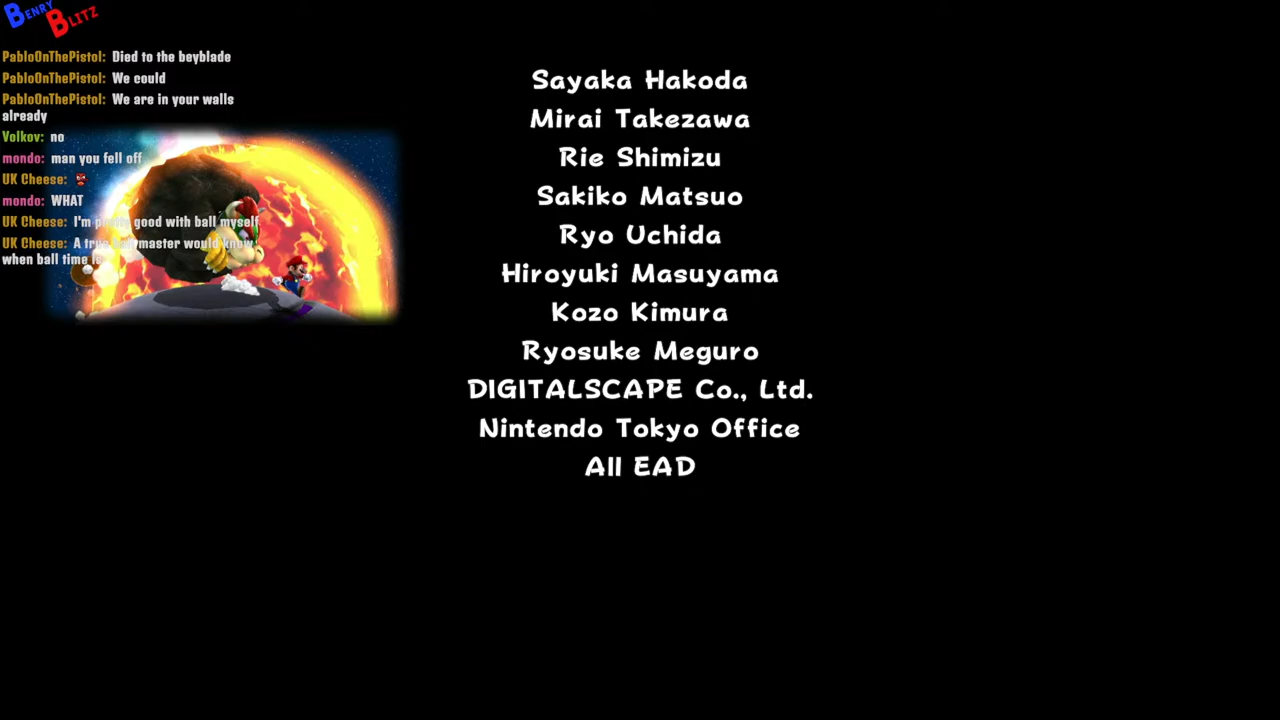 BENRY
BLITZ
PabloOnThePistol: Died to the beyblade
PabloOnThePistol: We could
PabloOnThePistol: We are in your walls
already
Volkov: no
mondo: man you fell off
UK Cheese:
mondo: WHAT
UK Cheese: I'm pretty good with ball myself
UK Cheese: A true ball master would know
when ball time is
Sayaka Hakoda
Mirai Takezawa
Rie Shimizu
Sakiko Matsuo
Ryo Uchida
Hiroyuki Masuyama
Kozo Kimura
Ryosuke Meguro
DIGITALSCAPE Co., Ltd.
Nintendo Tokyo Office
All EAD